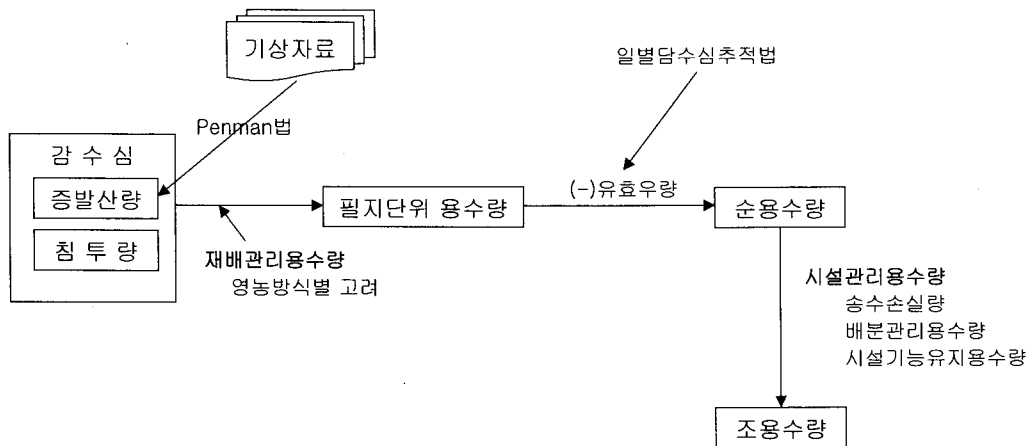 기상자료
일별담수심추적법
Penman법
감 수 심
증발산량
침 투 량
필지단위 용수량
(-)유효우량
순용수량
재배관리용수량
영농방식별 고려
시설관리용수량
송수손실량
배분관리용수량
시설기능유지용수량
조용수량